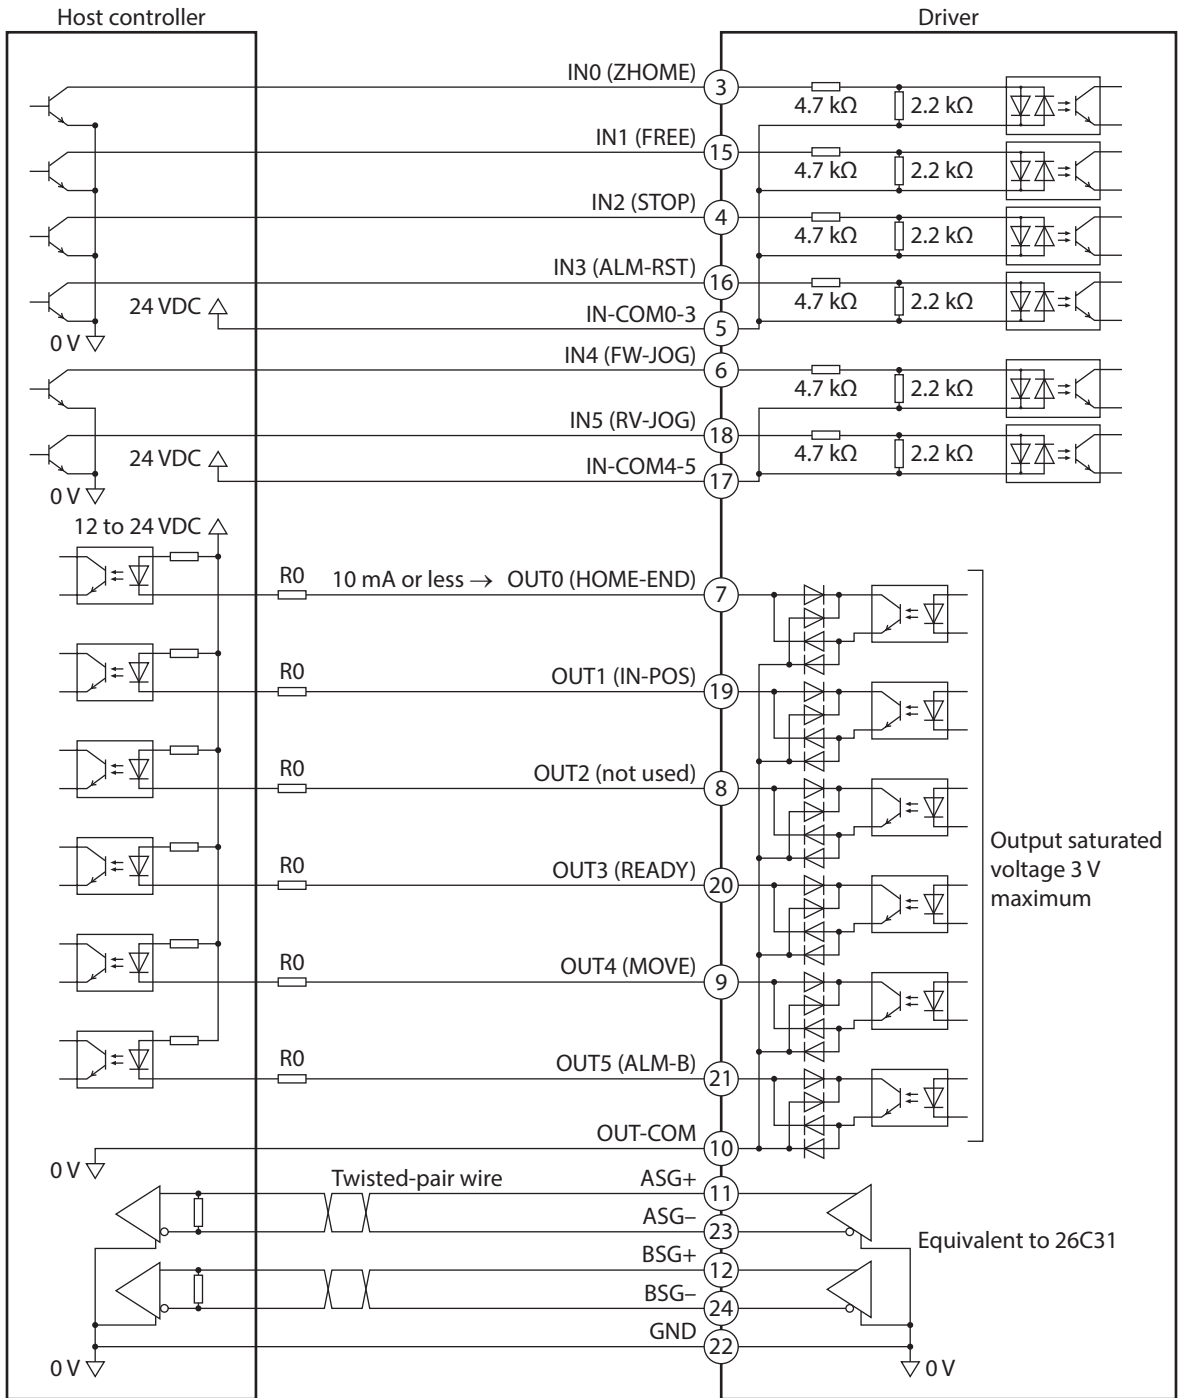 Host controller
Driver
IN0 (ZHOME)
3
4.7 kΩ
2.2 kΩ
IN1 (FREE)
15
4.7 kΩ
2.2 kΩ
IN2 (STOP)
4
4.7 kΩ
2.2 kΩ
IN3 (ALM-RST)
16
4.7 kΩ
2.2 kΩ
24 VDC
IN-COM0-3
5
0 V
IN4 (FW-JOG)
6
4.7 kΩ
2.2 kΩ
IN5 (RV-JOG)
18
4.7 kΩ
2.2 kΩ
24 VDC
IN-COM4-5
17
0 V
12 to 24 VDC
R0
10 mA or less →
OUT0 (HOME-END)
7
R0
OUT1 (IN-POS)
19
R0
OUT2 (not used)
8
Output saturated
voltage 3 V
maximum
R0
OUT3 (READY)
20
R0
OUT4 (MOVE)
9
R0
OUT5 (ALM-B)
21
OUT-COM
10
0 V
Twisted-pair wire
ASG+
11
ASG–
23
Equivalent to 26C31
BSG+
12
BSG–
24
GND
22
0 V
0 V